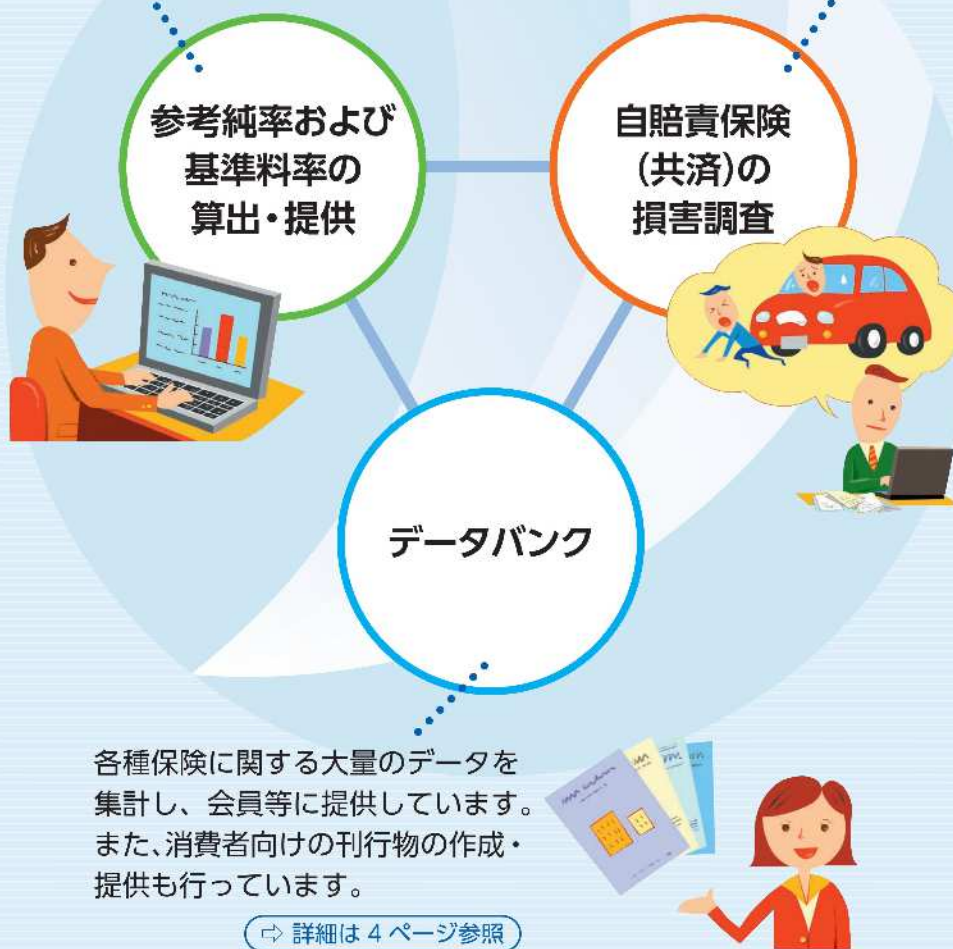 参考純率および
基準料率の
算出・提供
自賠責保険
(共済)の
損害調査
データバンク
各種保険に関する大量のデータを
集計し、会員等に提供しています。
また、消費者向けの刊行物の作成・
提供も行っています。
⇨ 詳細は 4 ページ参照